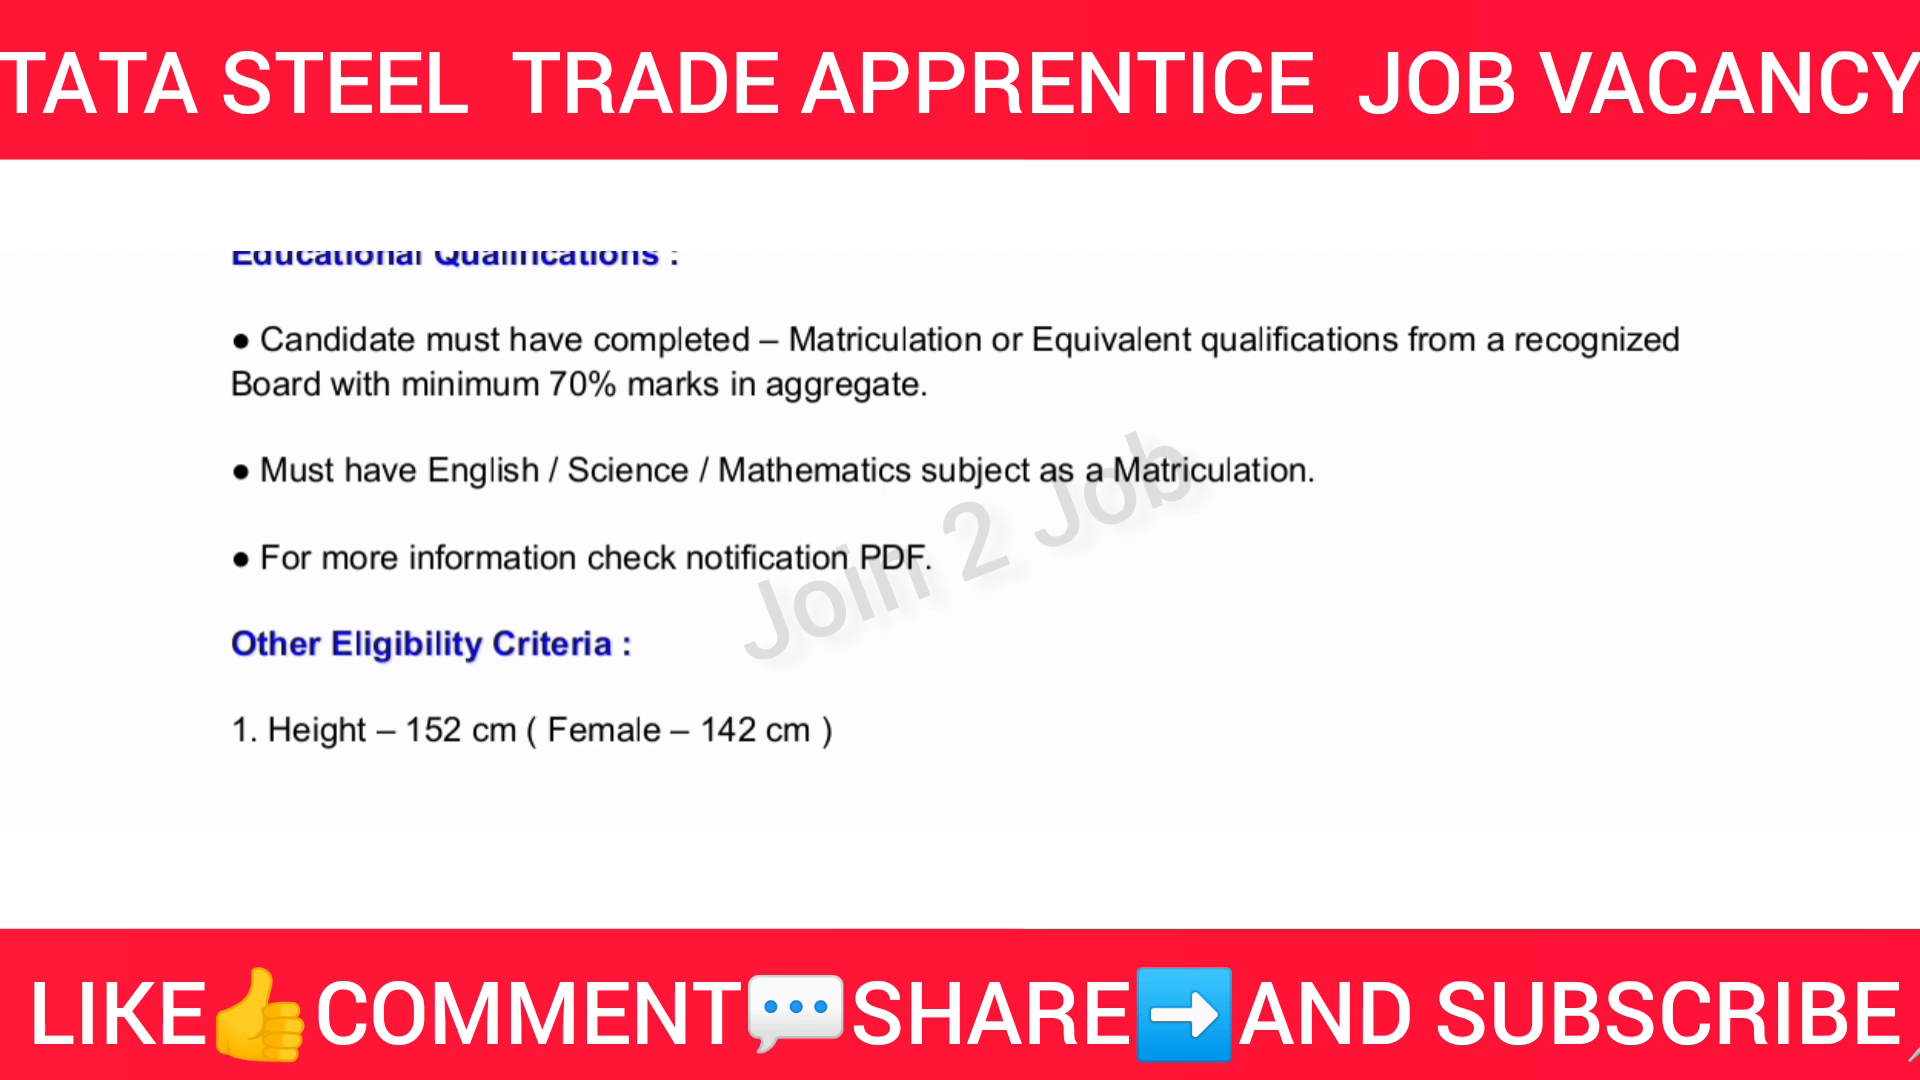 TATA STEEL TRADE APPRENTICE JOB VACANCY
Educational Qualifications :
● Candidate must have completed – Matriculation or Equivalent qualifications from a recognized
Board with minimum 70% marks in aggregate.
● Must have English / Science / Mathematics subject as a Matriculation.
● For more information check notification PDF.
Join 2 Job
Other Eligibility Criteria :
1. Height – 152 cm ( Female – 142 cm )
LIKE👍COMMENT💬SHARE➡️AND SUBSCRIBE